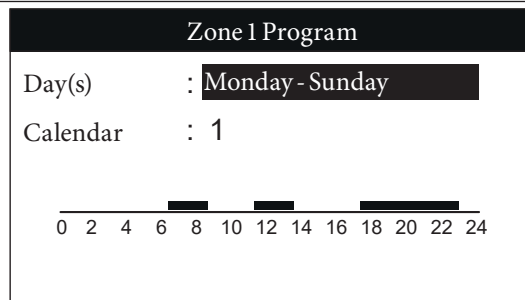 Zone 1 Program
Day(s) : Monday - Sunday
Calendar : 1
0 2 4 6 8 10 12 14 16 18 20 22 24